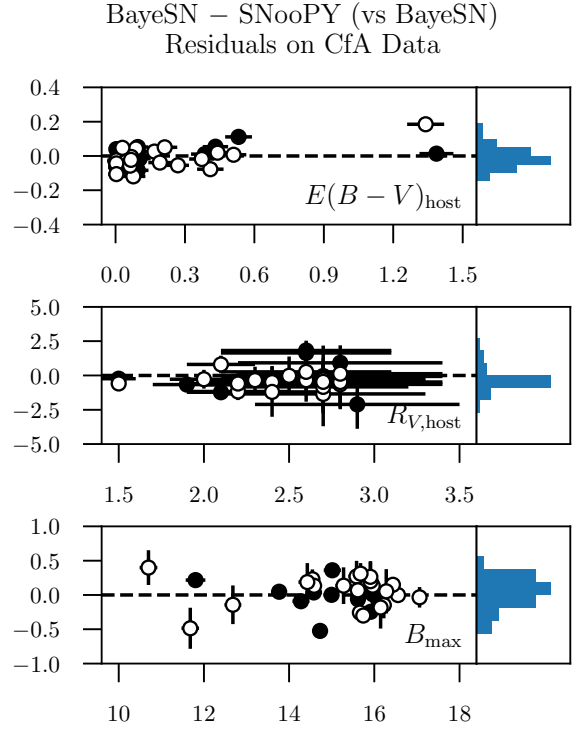 BayeSN − SNooPY (vs BayeSN)
Residuals on CfA Data
0.4
0.2
0.0
−0.2
−0.4
E(B − V)host
0.0 0.3 0.6 0.9 1.2 1.5
5.0
2.5
0.0
−2.5
−5.0
RV,host
1.5 2.0 2.5 3.0 3.5
1.0
0.5
0.0
−0.5
−1.0
Bmax
10 12 14 16 18